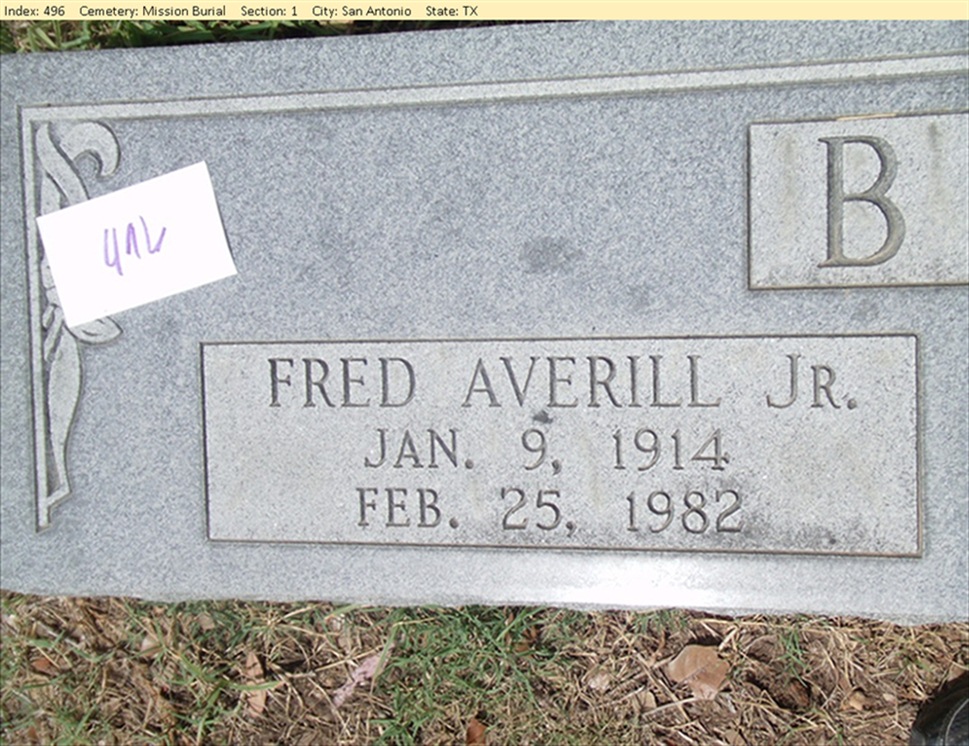 Index: 496 Cemetery: Mission Burial Section: 1 City: San Antonio State: TX
B
FRED AVERILL JR.
JAN. 9, 1914
FEB. 25, 1982